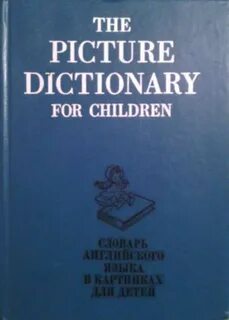 THE
PICTURE
DICTIONARY
FOR CHILDREN
СЛОВАРЬ
АНГЛИЙСКОГО
ЯЗЫКА
В КАРТИНКАХ
ДЛЯ ДЕТЕЙ